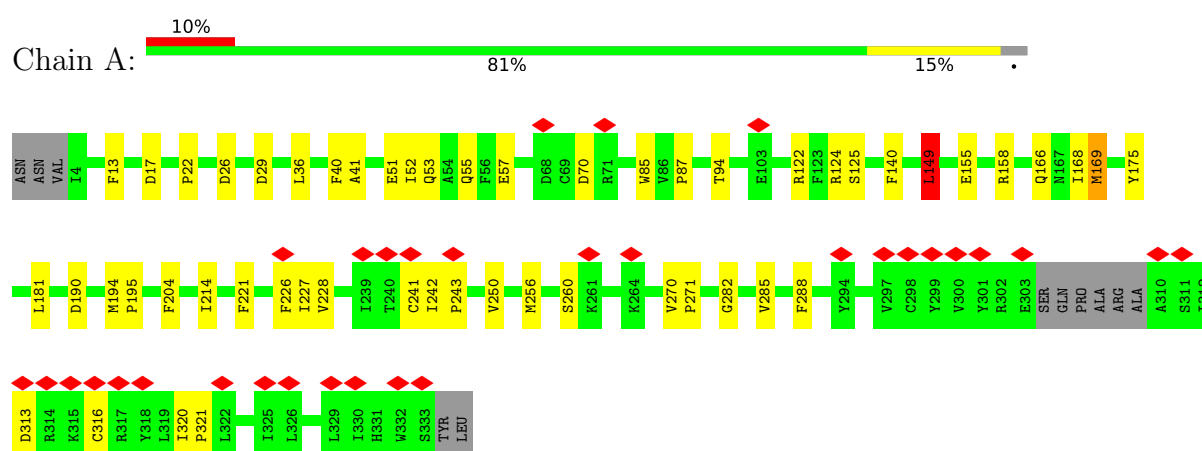 10%
Chain A:
81% 15% •
ASN ASN VAL I4 F13 D17 P22 D26 D29 L36 F40 A41 E51 I52 Q53 A54 Q55 F56 E57 D68 C69 D70 R71 W85 V86 P87 T94 E103 R122 F123 R124 S125 F140 L149 E155 R158 Q166 N167 I168 M169 Y175
L181 D190 M194 P195 F204 I214 F221 F226 I227 V228 I239 T240 C241 I242 P243 V250 M256 S260 K261 K264 V270 P271 G282 V285 F288 Y294 V297 C298 Y299 V300 Y301 R302 E303 SER GLN PRO ALA ARG ALA A310 S311
D313 R314 K315 C316 R317 Y318 L319 I320 P321 L322 I325 L326 L329 I330 H331 W332 S333 TYR LEU